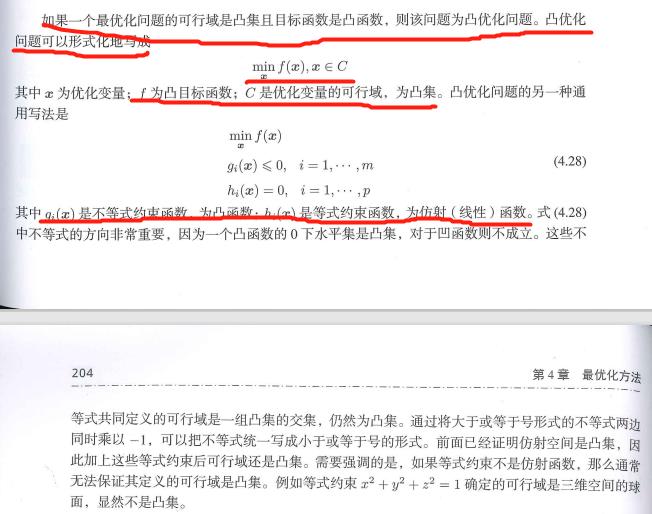 如果一个最优化问题的可行域是凸集且目标函数是凸函数，则该问题为凸优化问题。凸优化
问题可以形式化地写成
min f(x), x ∈ C
x
其中 x 为优化变量；f 为凸目标函数；C 是优化变量的可行域，为凸集。凸优化问题的另一种通
用写法是
min f(x)
x
gᵢ(x) ⩽ 0, i = 1, ⋯ , m
(4.28)
hᵢ(x) = 0, i = 1, ⋯ , p
其中 gᵢ(x) 是不等式约束函数，为凸函数；hᵢ(x) 是等式约束函数，为仿射（线性）函数。式 (4.28)
中不等式的方向非常重要，因为一个凸函数的 0 下水平集是凸集，对于凹函数则不成立。这些不
204 第 4 章 最优化方法
等式共同定义的可行域是一组凸集的交集，仍然为凸集。通过将大于或等于号形式的不等式两边
同时乘以 −1，可以把不等式统一写成小于或等于号的形式。前面已经证明仿射空间是凸集，因
此加上这些等式约束后可行域还是凸集。需要强调的是，如果等式约束不是仿射函数，那么通常
无法保证其定义的可行域是凸集。例如等式约束 x² + y² + z² = 1 确定的可行域是三维空间的球
面，显然不是凸集。